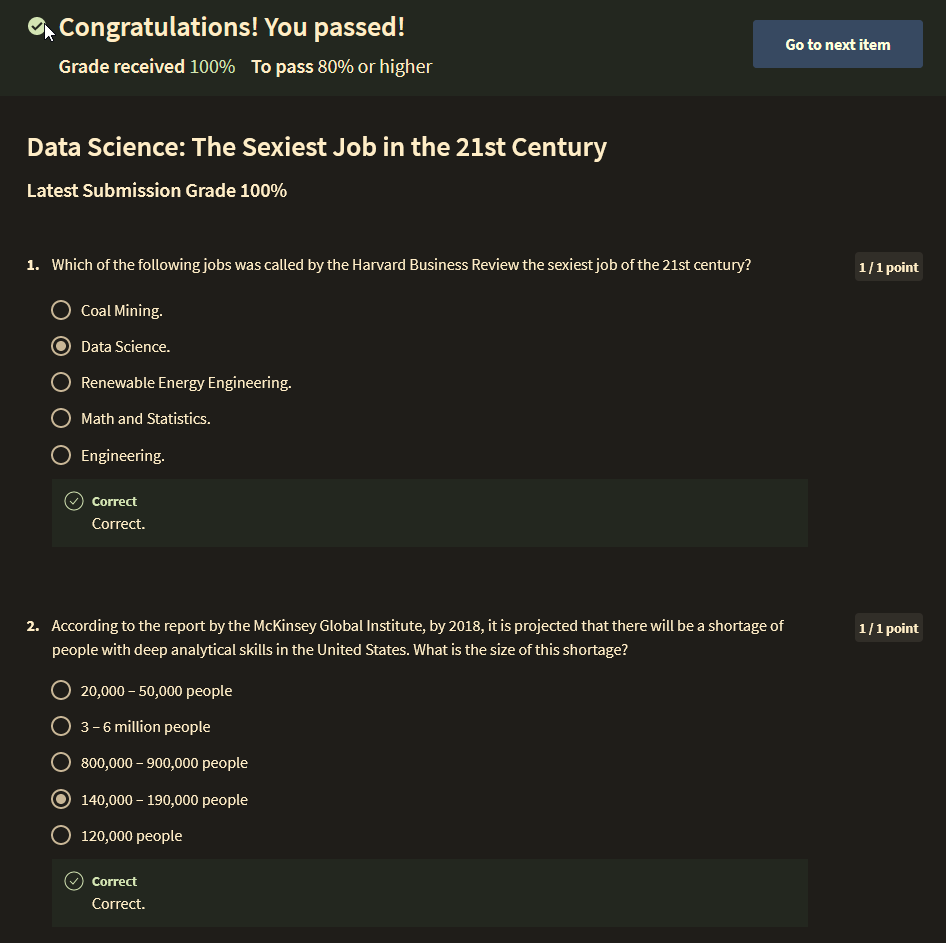 Congratulations! You passed!
Go to next item
Grade received 100% To pass 80% or higher
Data Science: The Sexiest Job in the 21st Century
Latest Submission Grade 100%
1. Which of the following jobs was called by the Harvard Business Review the sexiest job of the 21st century?
1 / 1 point
Coal Mining.
Data Science.
Renewable Energy Engineering.
Math and Statistics.
Engineering.
Correct
Correct.
2. According to the report by the McKinsey Global Institute, by 2018, it is projected that there will be a shortage of
1 / 1 point
people with deep analytical skills in the United States. What is the size of this shortage?
20,000 – 50,000 people
3 – 6 million people
800,000 – 900,000 people
140,000 – 190,000 people
120,000 people
Correct
Correct.